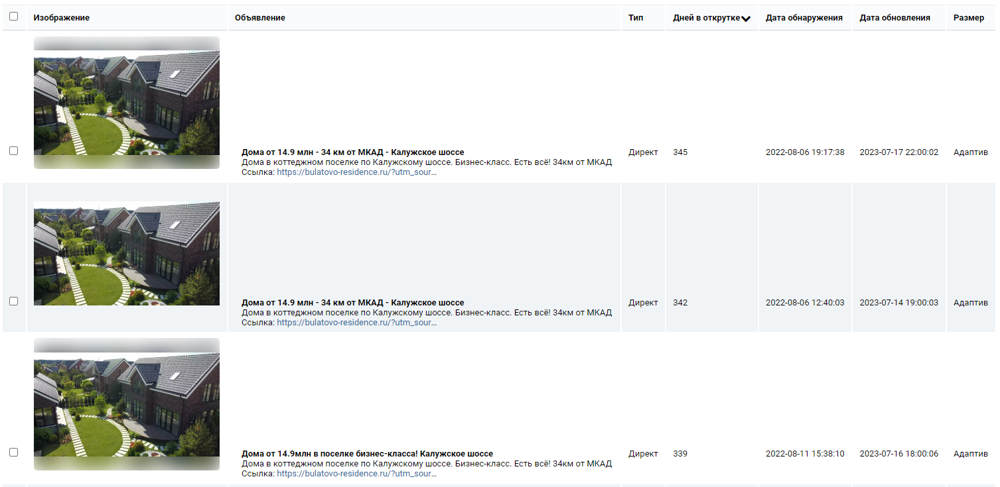 Изображение Объявление Тип Дней в открутке Дата обнаружения Дата обновления Размер
Дома от 14.9 млн - 34 км от МКАД - Калужское шоссе Директ 345 2022-08-06 19:17:38 2023-07-17 22:00:02 Адаптив
Дома в коттеджном поселке по Калужскому шоссе. Бизнес-класс. Есть всё! 34км от МКАД
Ссылка: https://bulatovo-residence.ru/?utm_sour...
Дома от 14.9 млн - 34 км от МКАД - Калужское шоссе Директ 342 2022-08-06 12:40:03 2023-07-14 19:00:03 Адаптив
Дома в коттеджном поселке по Калужскому шоссе. Бизнес-класс. Есть всё! 34км от МКАД
Ссылка: https://bulatovo-residence.ru/?utm_sour...
Дома от 14.9млн в поселке бизнес-класса! Калужское шоссе Директ 339 2022-08-11 15:38:10 2023-07-16 18:00:06 Адаптив
Дома в коттеджном поселке по Калужскому шоссе. Бизнес-класс. Есть всё! 34км от МКАД
Ссылка: https://bulatovo-residence.ru/?utm_sour...